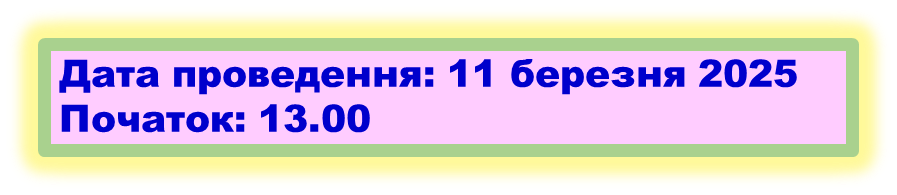 Дата проведення: 11 березня 2025
Початок: 13.00